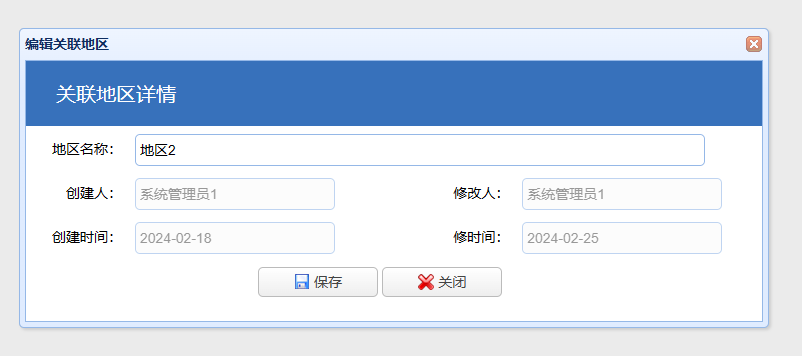 编辑关联地区
关联地区详情
地区名称： 地区2
创建人： 系统管理员1 修改人： 系统管理员1
创建时间： 2024-02-18 修时间： 2024-02-25
保存 关闭